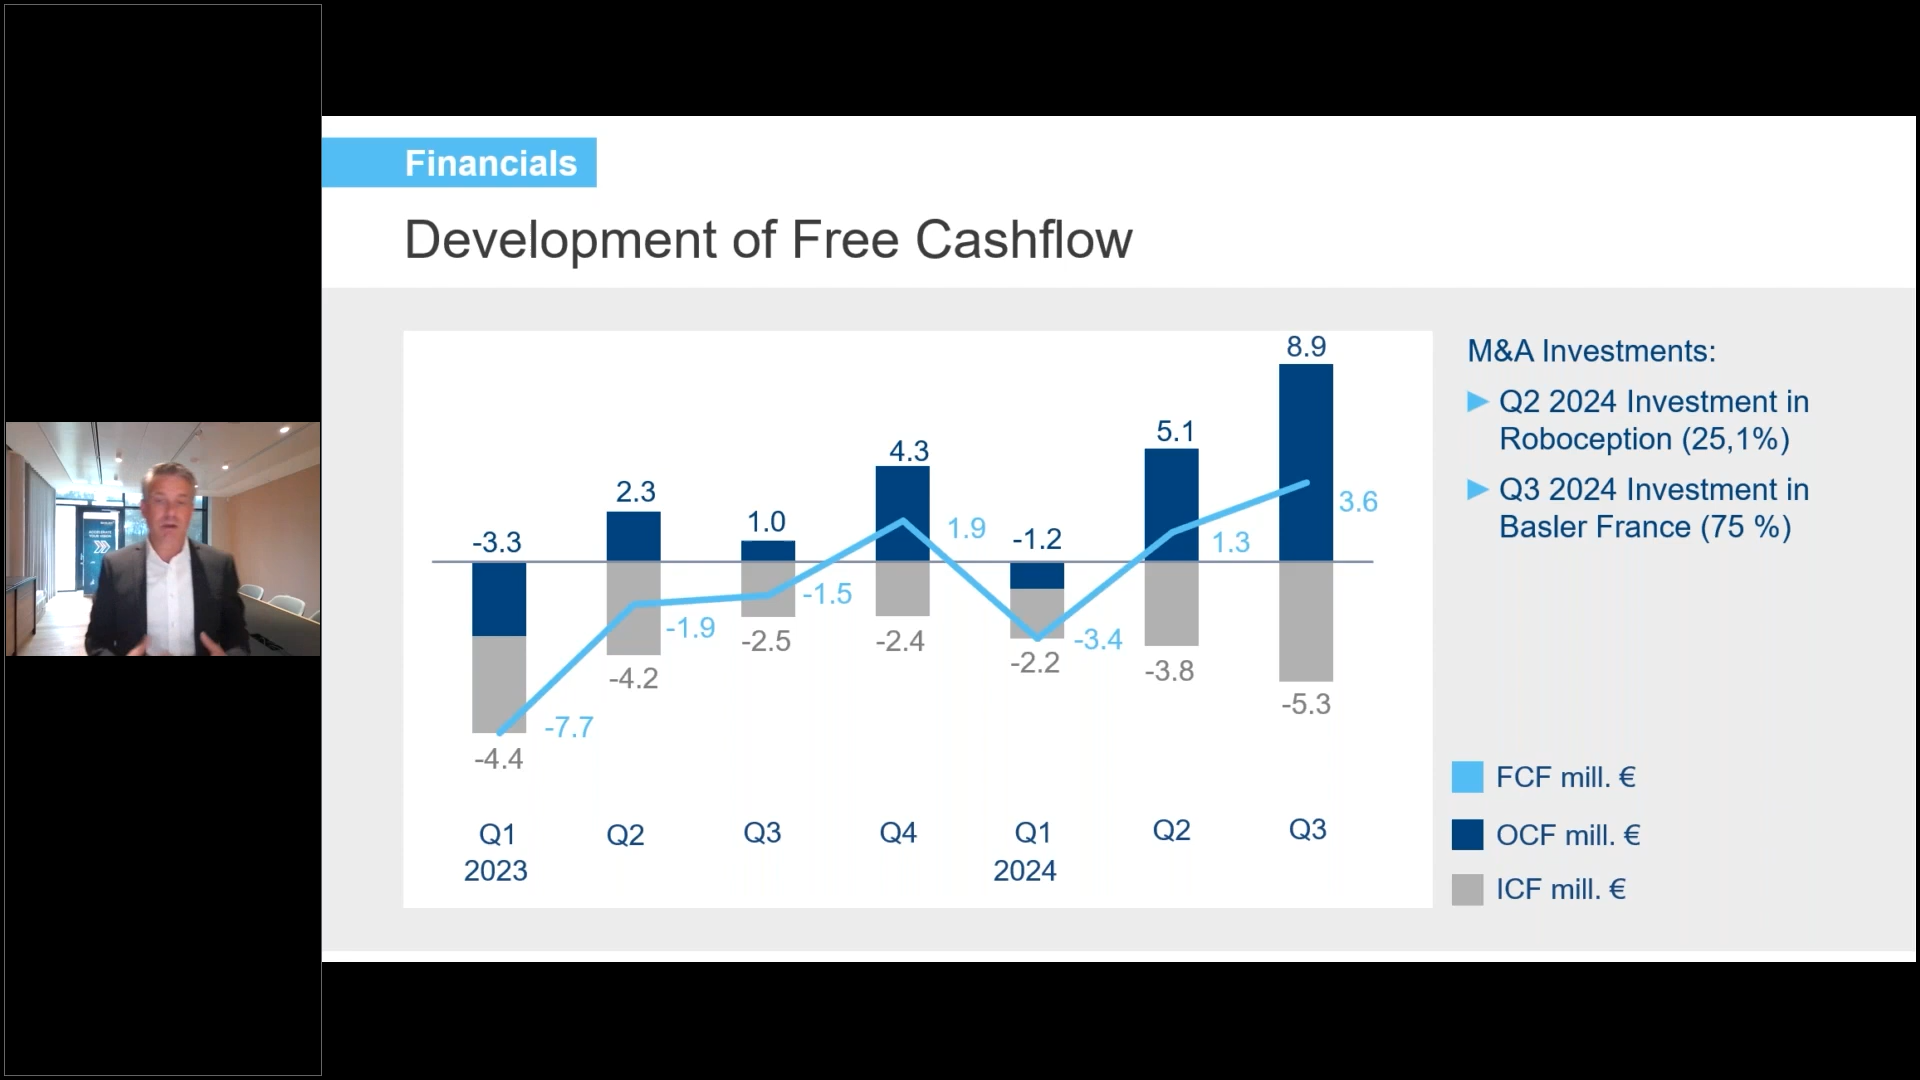 Financials
Development of Free Cashflow
8.9
5.1
4.3
2.3
1.0
-3.3
-1.2
3.6
1.9
1.3
-1.5
-1.9
-3.4
-7.7
-2.5
-2.4
-2.2
-4.2
-3.8
-5.3
-4.4
Q1 Q2 Q3 Q4 Q1 Q2 Q3
2023 2024
M&A Investments:
Q2 2024 Investment in
Roboception (25,1%)
Q3 2024 Investment in
Basler France (75 %)
FCF mill. €
OCF mill. €
ICF mill. €